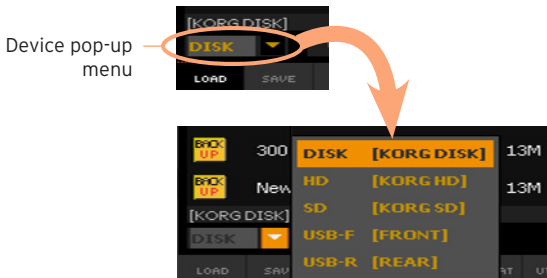 [KORG DISK]
Device pop-up
menu
DISK
LOAD SAVE
BACK UP 300 DISK [KORG DISK] 13M
HD [KORG HD]
BACK UP New 13M
SD [KORG SD]
[KORG DISK]
DISK USB-F [FRONT]
USB-R [REAR]
LOAD